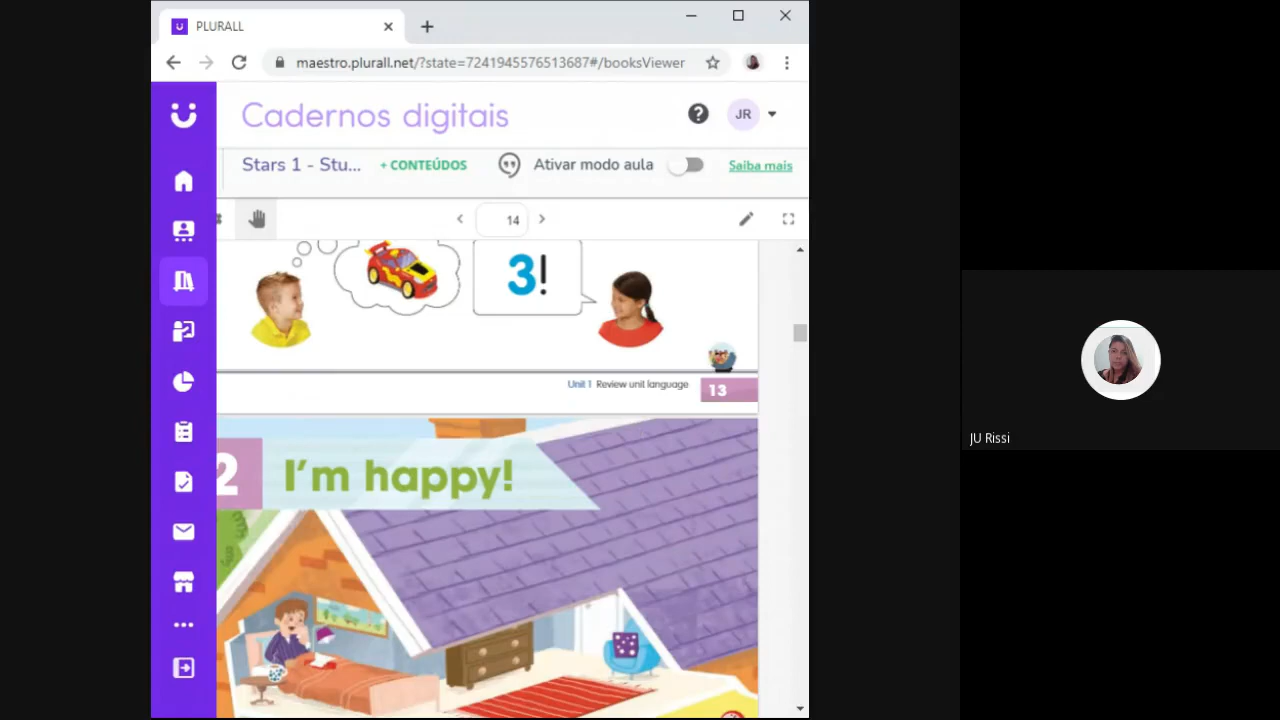 PLURALL
maestro.plurall.net/?state=7241945576513687#/booksViewer
Cadernos digitais
JR
Stars 1 - Stu...
+ CONTEÚDOS
Ativar modo aula
Saiba mais
14
3!
Unit 1 Review unit language
13
2
I'm happy!
JU Rissi